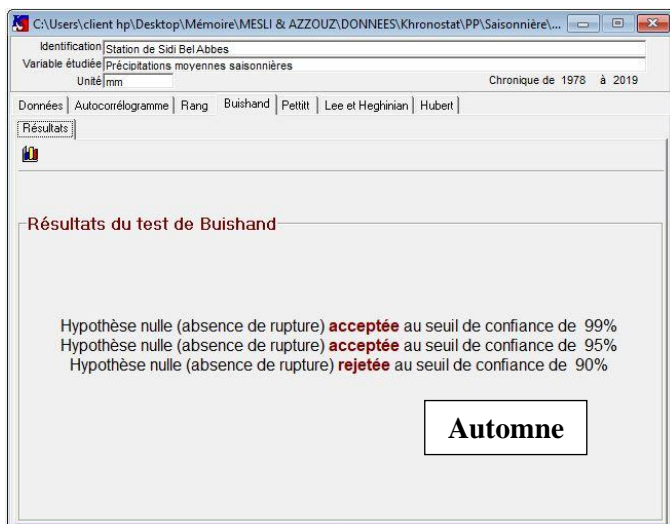 C:\Users\client hp\Desktop\Mémoire\MESLI & AZZOUZ\DONNEES\Khronostat\PP\Saisonnière\...
Identification Station de Sidi Bel Abbes
Variable étudiée Précipitations moyennes saisonnières
Unité mm Chronique de 1978 à 2019
Données Autocorrélogramme Rang Buishand Pettitt Lee et Heghinian Hubert
Résultats
Résultats du test de Buishand
Hypothèse nulle (absence de rupture) acceptée au seuil de confiance de 99%
Hypothèse nulle (absence de rupture) acceptée au seuil de confiance de 95%
Hypothèse nulle (absence de rupture) rejetée au seuil de confiance de 90%
Automne